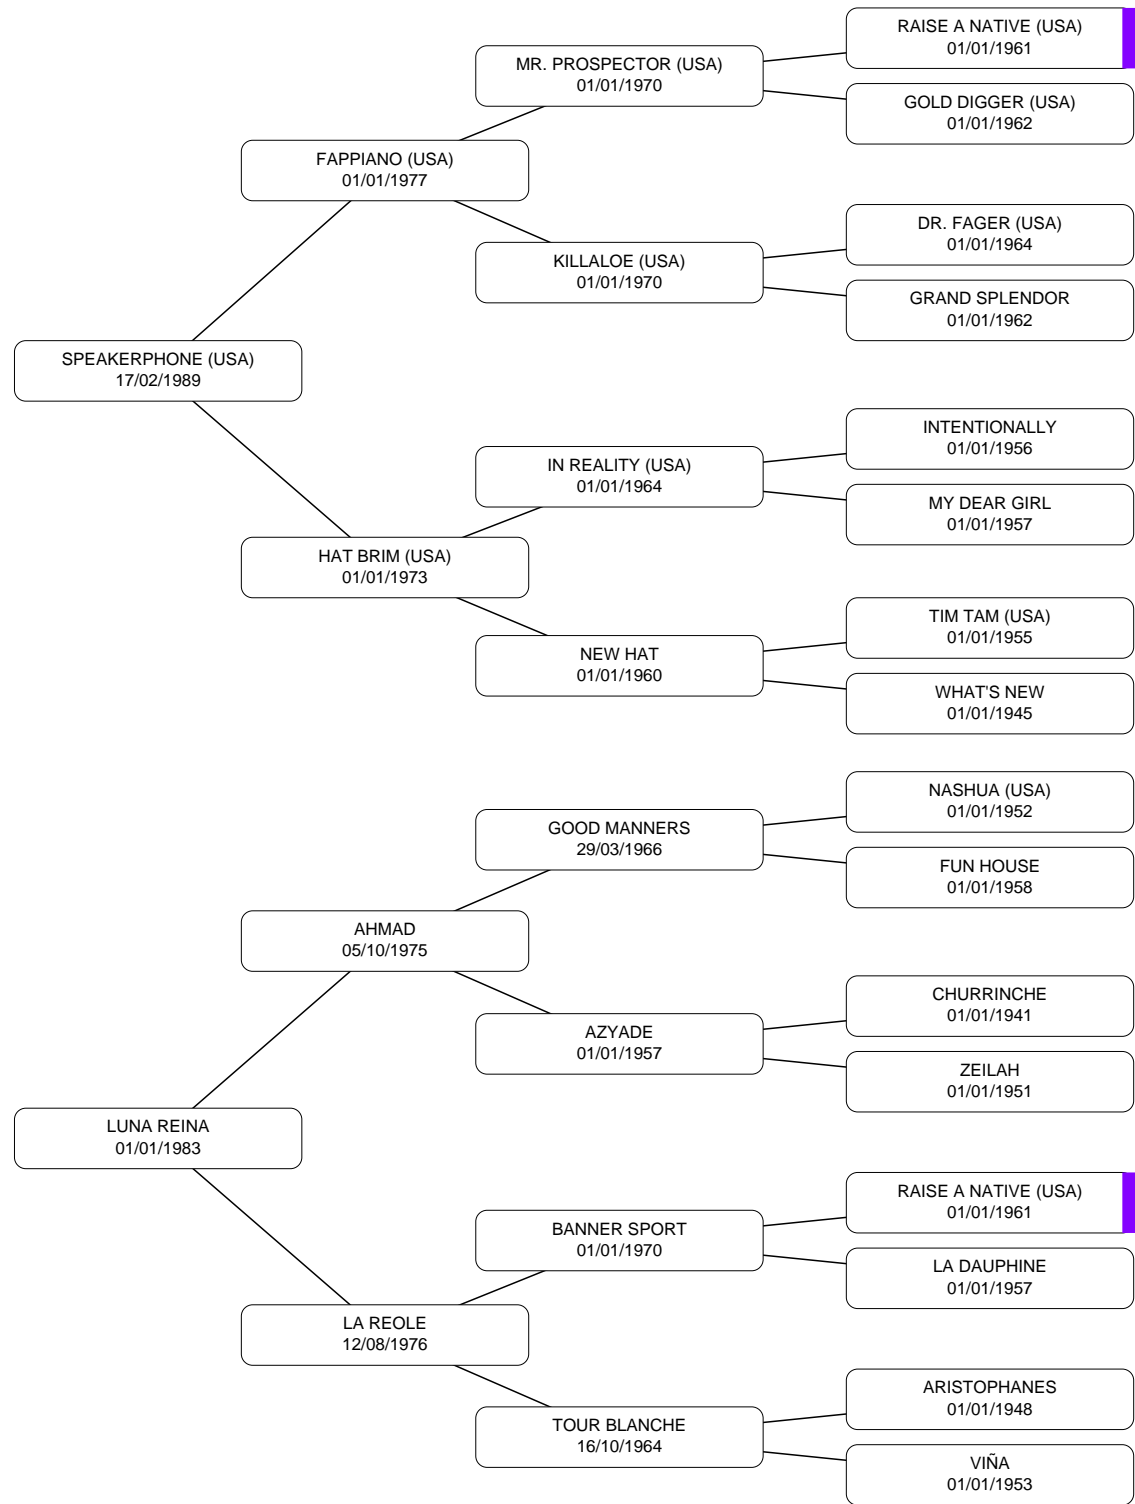 RAISE A NATIVE (USA)
01/01/1961
MR. PROSPECTOR (USA)
01/01/1970
GOLD DIGGER (USA)
01/01/1962
FAPPIANO (USA)
01/01/1977
DR. FAGER (USA)
01/01/1964
KILLALOE (USA)
01/01/1970
GRAND SPLENDOR
01/01/1962
SPEAKERPHONE (USA)
17/02/1989
INTENTIONALLY
01/01/1956
IN REALITY (USA)
01/01/1964
MY DEAR GIRL
01/01/1957
HAT BRIM (USA)
01/01/1973
TIM TAM (USA)
01/01/1955
NEW HAT
01/01/1960
WHAT'S NEW
01/01/1945
NASHUA (USA)
01/01/1952
GOOD MANNERS
29/03/1966
FUN HOUSE
01/01/1958
AHMAD
05/10/1975
CHURRINCHE
01/01/1941
AZYADE
01/01/1957
ZEILAH
01/01/1951
LUNA REINA
01/01/1983
RAISE A NATIVE (USA)
01/01/1961
BANNER SPORT
01/01/1970
LA DAUPHINE
01/01/1957
LA REOLE
12/08/1976
ARISTOPHANES
01/01/1948
TOUR BLANCHE
16/10/1964
VIÑA
01/01/1953